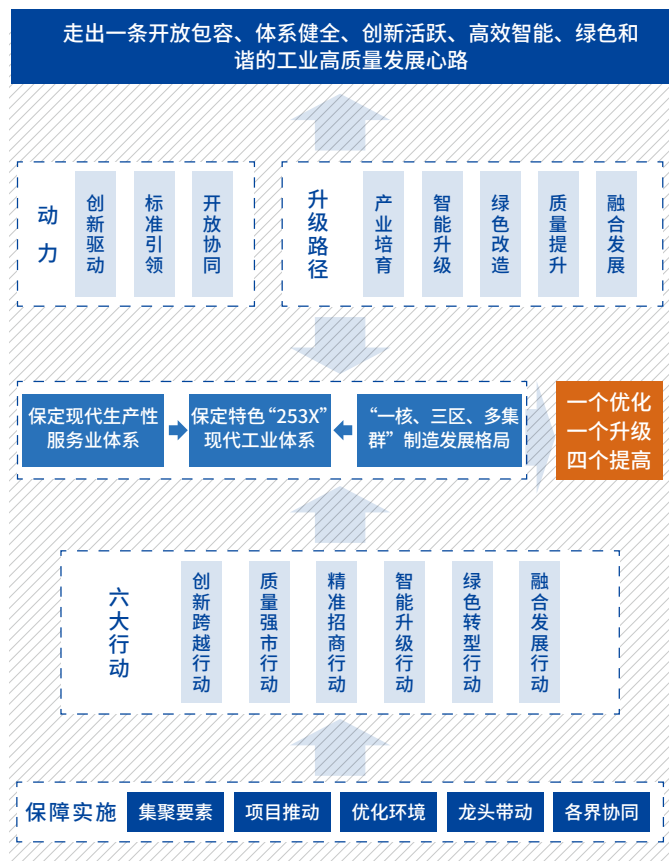 走出一条开放包容、体系健全、创新活跃、高效智能、绿色和
谐的工业高质量发展心路
动力
创新驱动
标准引领
开放协同
升级路径
产业培育
智能升级
绿色改造
质量提升
融合发展
保定现代生产性
服务业体系
保定特色“253X”
现代工业体系
“一核、三区、多集
群”制造发展格局
一个优化
一个升级
四个提高
六大行动
创新跨越行动
质量强市行动
精准招商行动
智能升级行动
绿色转型行动
融合发展行动
保障实施
集聚要素
项目推动
优化环境
龙头带动
各界协同